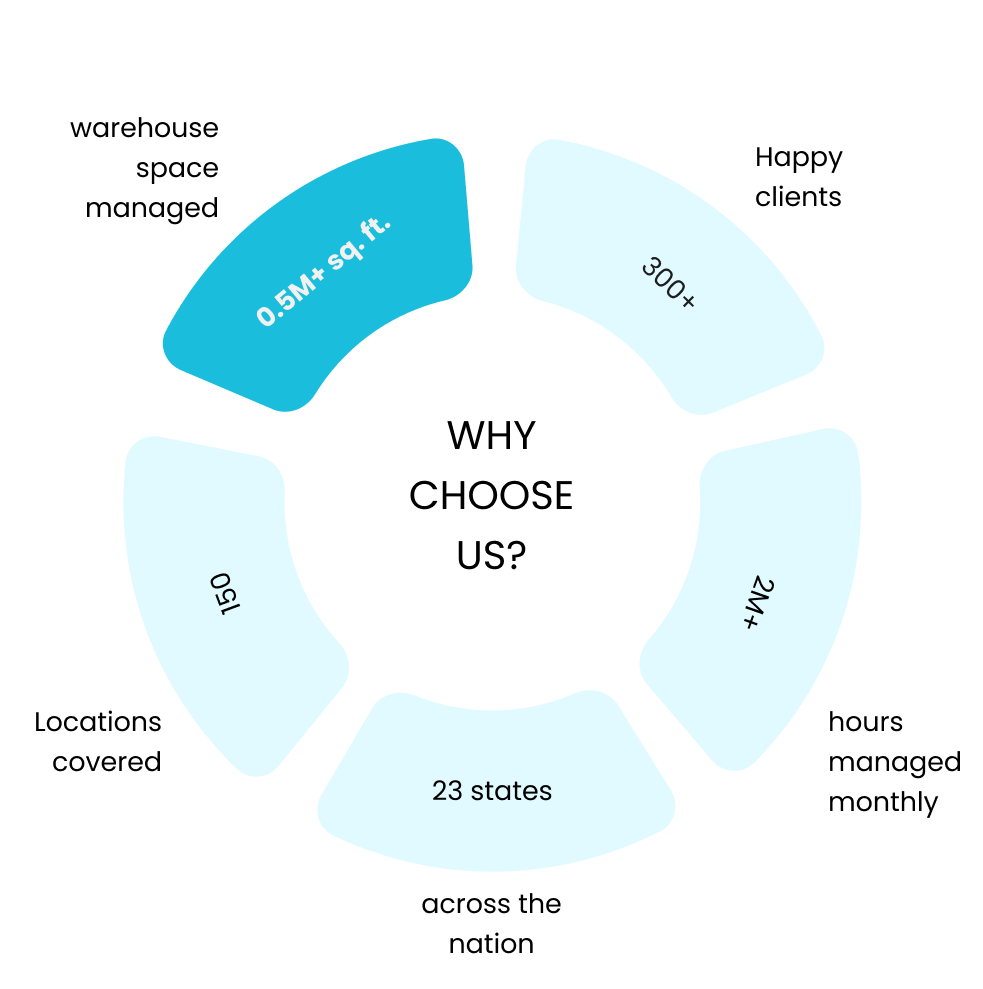 warehouse
space
managed
0.5M+ sq. ft.
Happy
clients
300+
WHY
CHOOSE
US?
150
Locations
covered
2M+
hours
managed
monthly
23 states
across the
nation